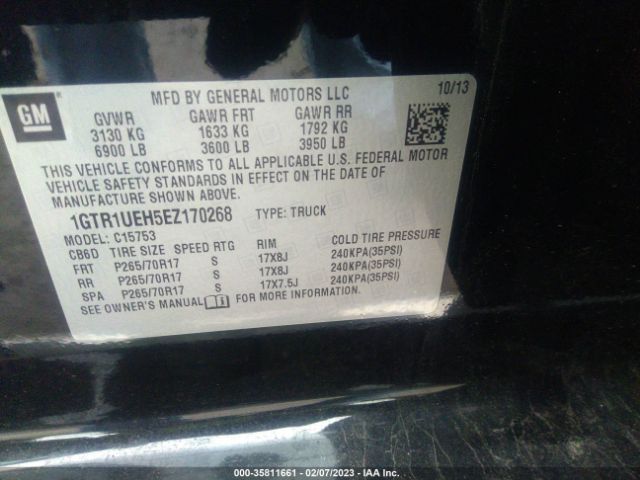 GM
MFD BY GENERAL MOTORS LLC 10/13
GVWR GAWR FRT GAWR RR
3130 KG 1633 KG 1792 KG
6900 LB 3600 LB 3950 LB
THIS VEHICLE CONFORMS TO ALL APPLICABLE U.S. FEDERAL MOTOR
VEHICLE SAFETY STANDARDS IN EFFECT ON THE DATE OF
MANUFACTURE SHOWN ABOVE.
1GTR1UEH5EZ170268 TYPE: TRUCK
MODEL: C15753
CB6D TIRE SIZE SPEED RTG RIM COLD TIRE PRESSURE
FRT P265/70R17 S 17X8J 240KPA(35PSI)
RR P265/70R17 S 17X8J 240KPA(35PSI)
SPA P265/70R17 S 17X7.5J 240KPA(35PSI)
SEE OWNER'S MANUAL FOR MORE INFORMATION.
000-35811661 - 02/07/2023 - IAA Inc.